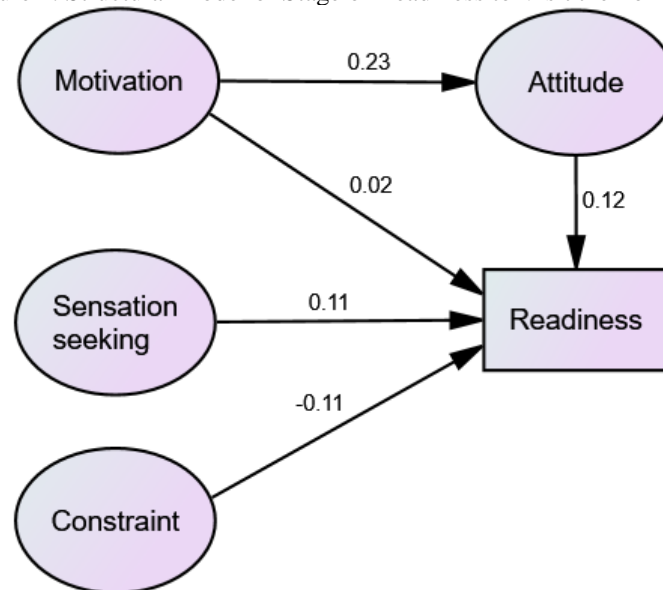 Motivation
0.23
Attitude
0.02
0.12
Sensation
seeking
0.11
Readiness
-0.11
Constraint